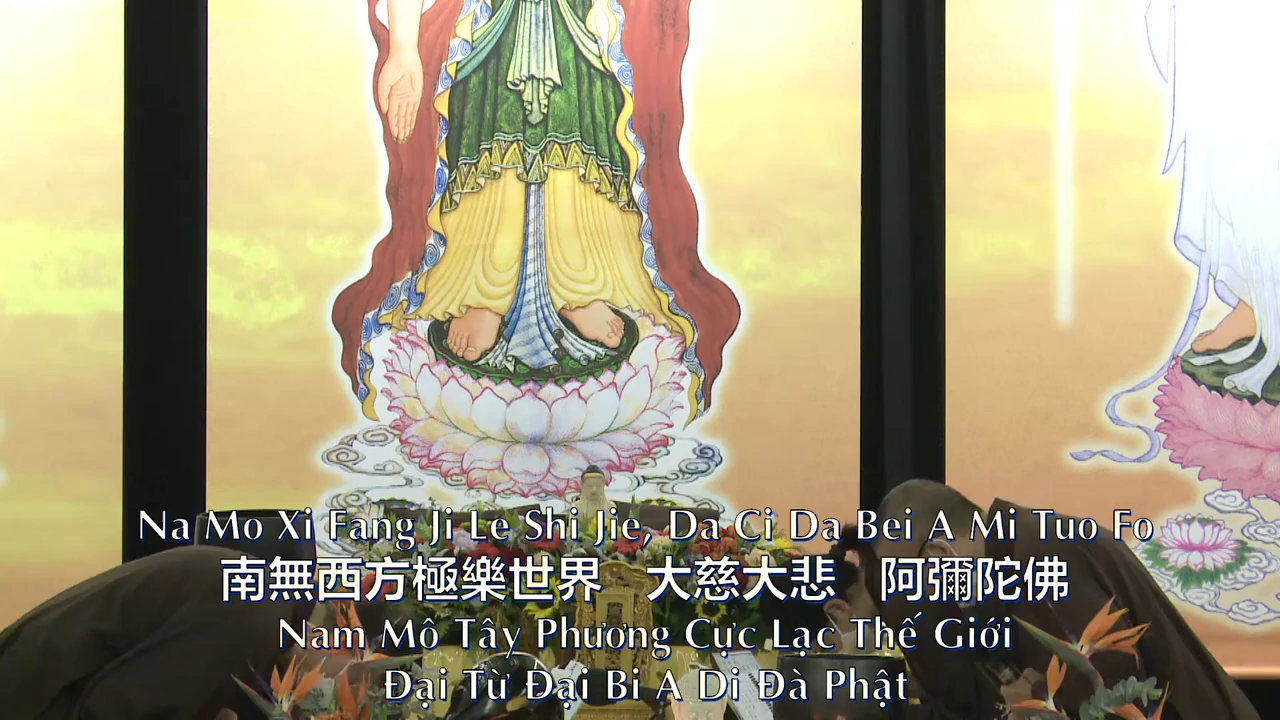 Na Mo Xi Fang Ji Le Shi Jie, Da Ci Da Bei A Mi Tuo Fo
南無西方極樂世界　大慈大悲　阿彌陀佛
Nam Mô Tây Phương Cực Lạc Thế Giới
Đại Từ Đại Bi A Di Đà Phật